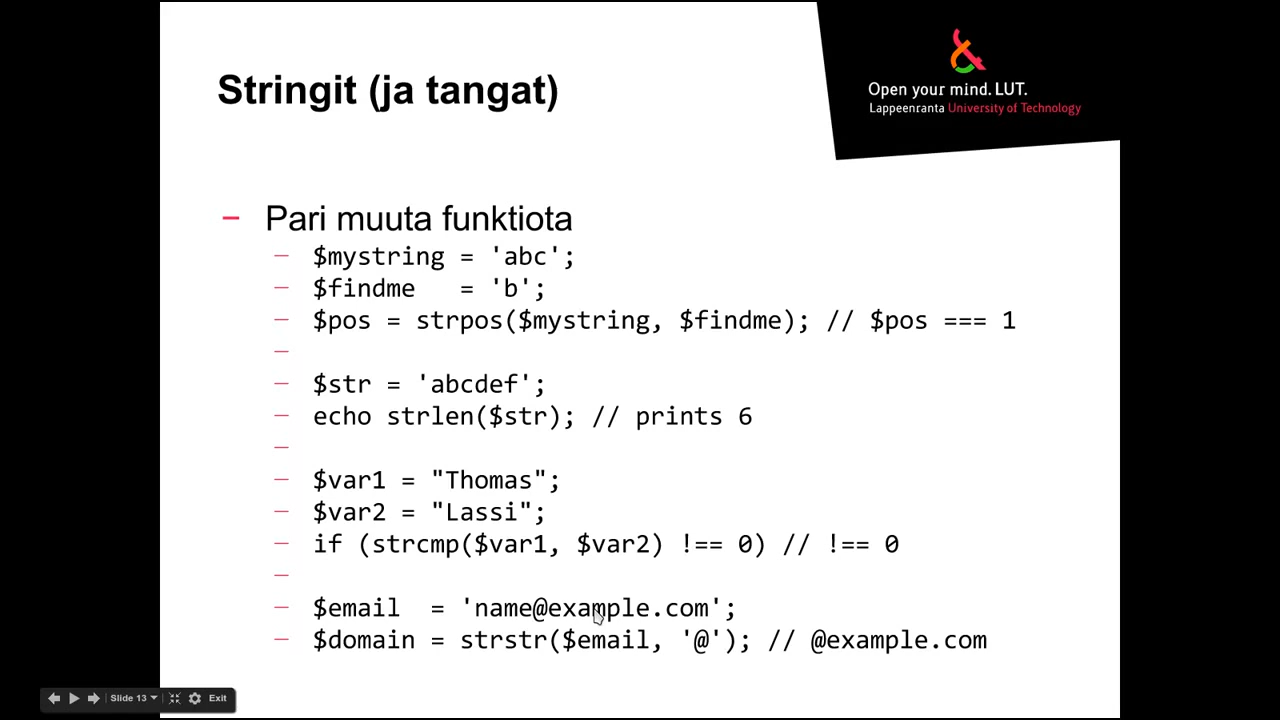 Stringit (ja tangat)
Open your mind. LUT.
Lappeenranta University of Technology
– Pari muuta funktiota
– $mystring = 'abc';
– $findme   = 'b';
– $pos = strpos($mystring, $findme); // $pos === 1
–
– $str = 'abcdef';
– echo strlen($str); // prints 6
–
– $var1 = "Thomas";
– $var2 = "Lassi";
– if (strcmp($var1, $var2) !== 0) // !== 0
–
– $email  = 'name@example.com';
– $domain = strstr($email, '@'); // @example.com
Slide 13
Exit